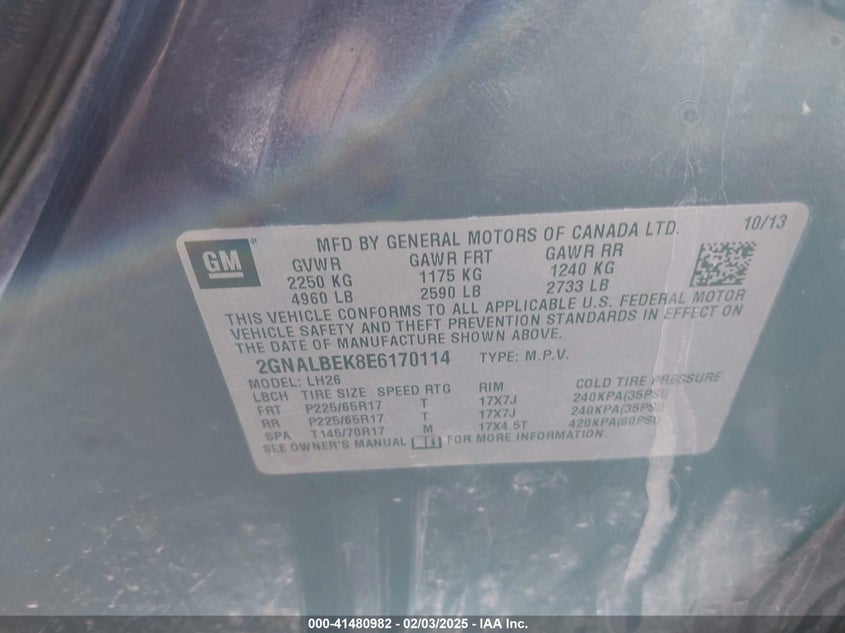 MFD BY GENERAL MOTORS OF CANADA LTD. 10/13
GM
GVWR GAWR FRT GAWR RR
2250 KG 1175 KG 1240 KG
4960 LB 2590 LB 2733 LB
THIS VEHICLE CONFORMS TO ALL APPLICABLE U.S. FEDERAL MOTOR
VEHICLE SAFETY AND THEFT PREVENTION STANDARDS IN EFFECT ON
THE DATE OF MANUFACTURE SHOWN ABOVE.
2GNALBEK8E6170114 TYPE: M.P.V.
MODEL: LH26
LBCH TIRE SIZE SPEED RTG RIM COLD TIRE PRESSURE
FRT P225/65R17 T 17X7J 240KPA(35PSI)
RR P225/65R17 T 17X7J 240KPA(35PSI)
SPA T145/70R17 M 17X4.5T 420KPA(60PSI)
SEE OWNER'S MANUAL FOR MORE INFORMATION.
000-41480982 - 02/03/2025 - IAA Inc.